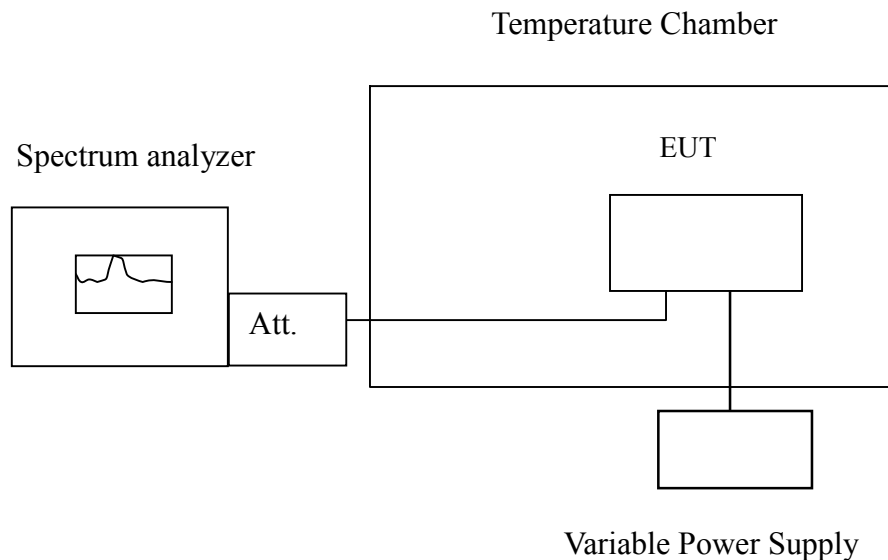 Temperature Chamber
Spectrum analyzer
EUT
Att.
Variable Power Supply